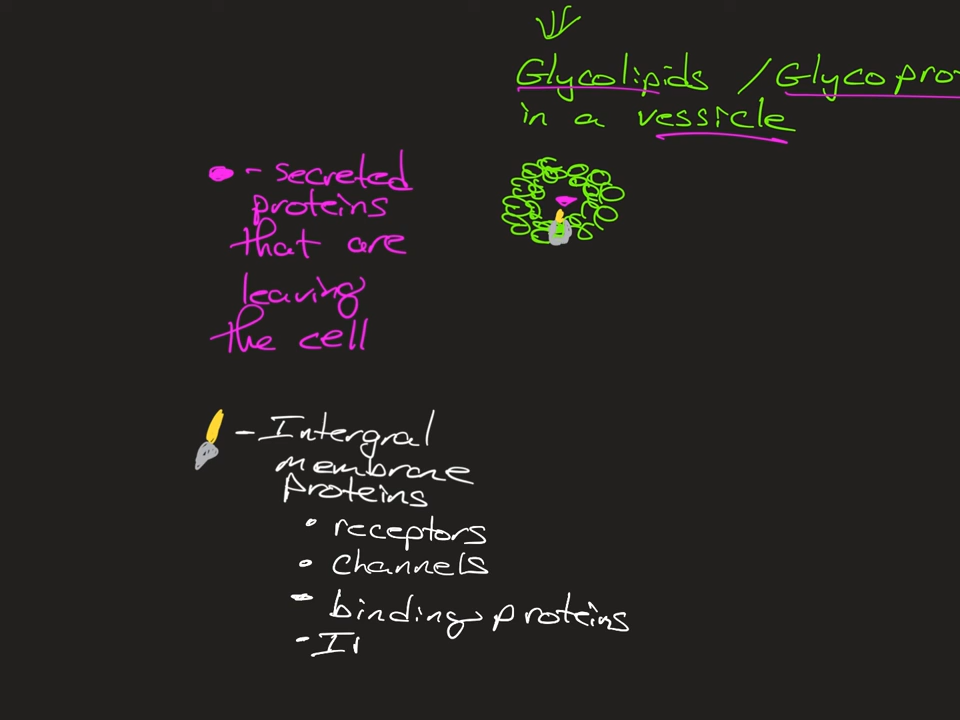 Glycolipids / Glycopro
in a vessicle
- secreted
proteins
that are
leaving
the cell
- Intergral
membrane
proteins
• receptors
• channels
- binding proteins
- I